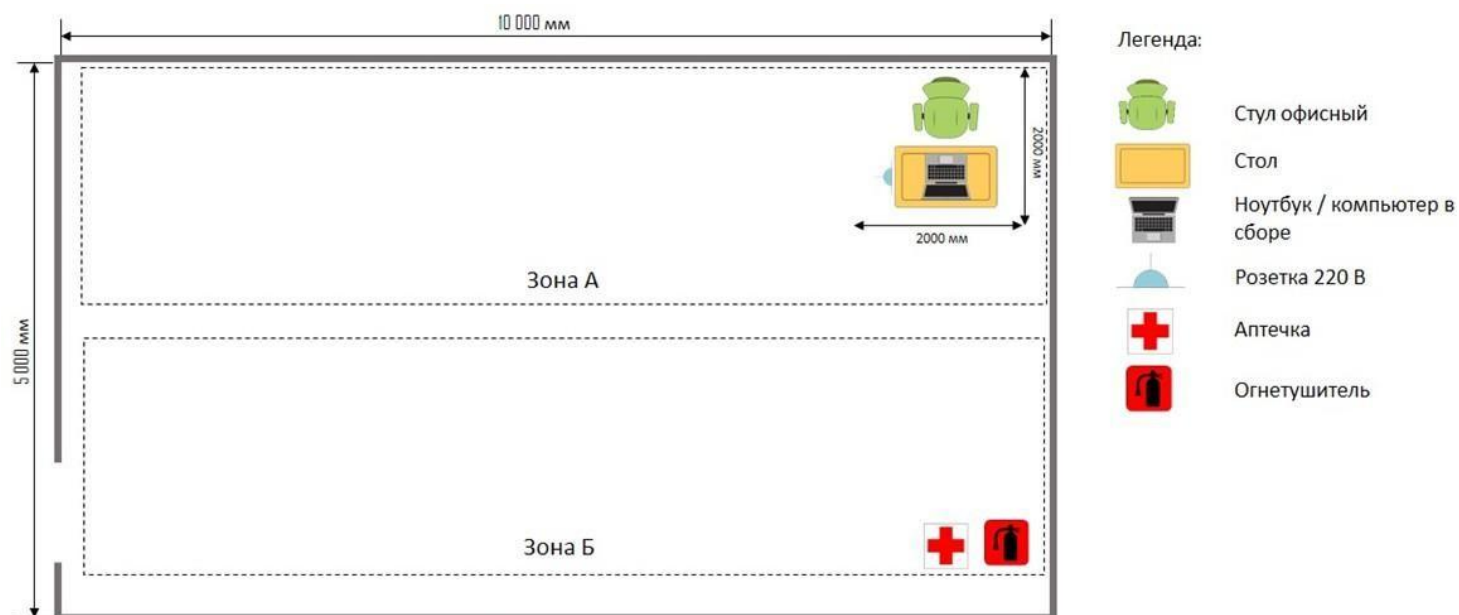 10 000 мм
Легенда:
Стул офисный
2000 мм
Стол
Ноутбук / компьютер в
сборе
2000 мм
Зона А
Розетка 220 В
Аптечка
5 000 мм
Огнетушитель
Зона Б